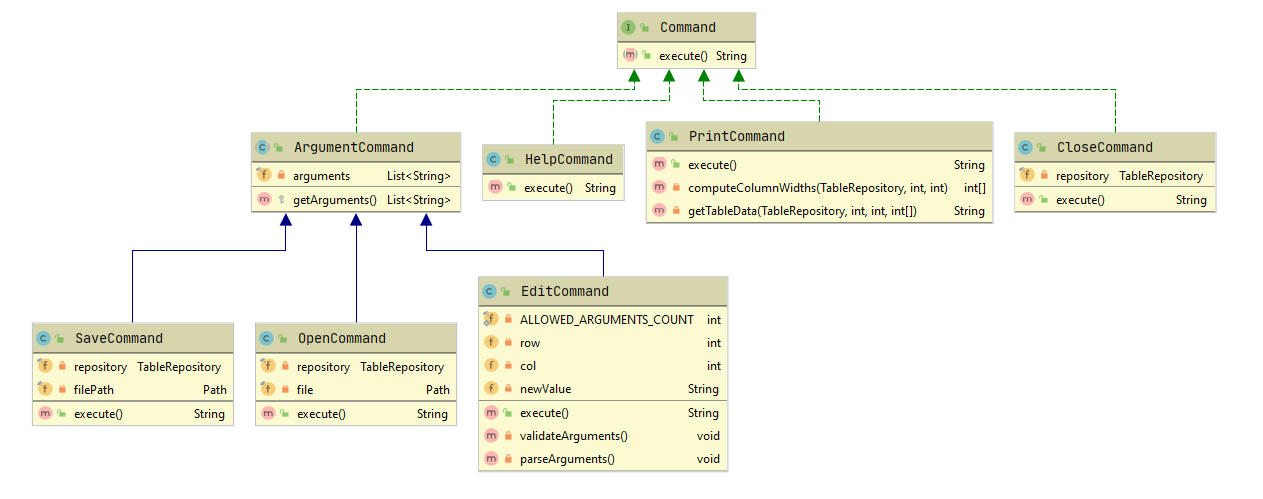 Command
execute() String
ArgumentCommand
arguments List<String>
getArguments() List<String>
HelpCommand
execute() String
PrintCommand
execute() String
computeColumnWidths(TableRepository, int, int) int[]
getTableData(TableRepository, int, int, int[]) String
CloseCommand
repository TableRepository
execute() String
SaveCommand
repository TableRepository
filePath Path
execute() String
OpenCommand
repository TableRepository
file Path
execute() String
EditCommand
ALLOWED_ARGUMENTS_COUNT int
row int
col int
newValue String
execute() String
validateArguments() void
parseArguments() void